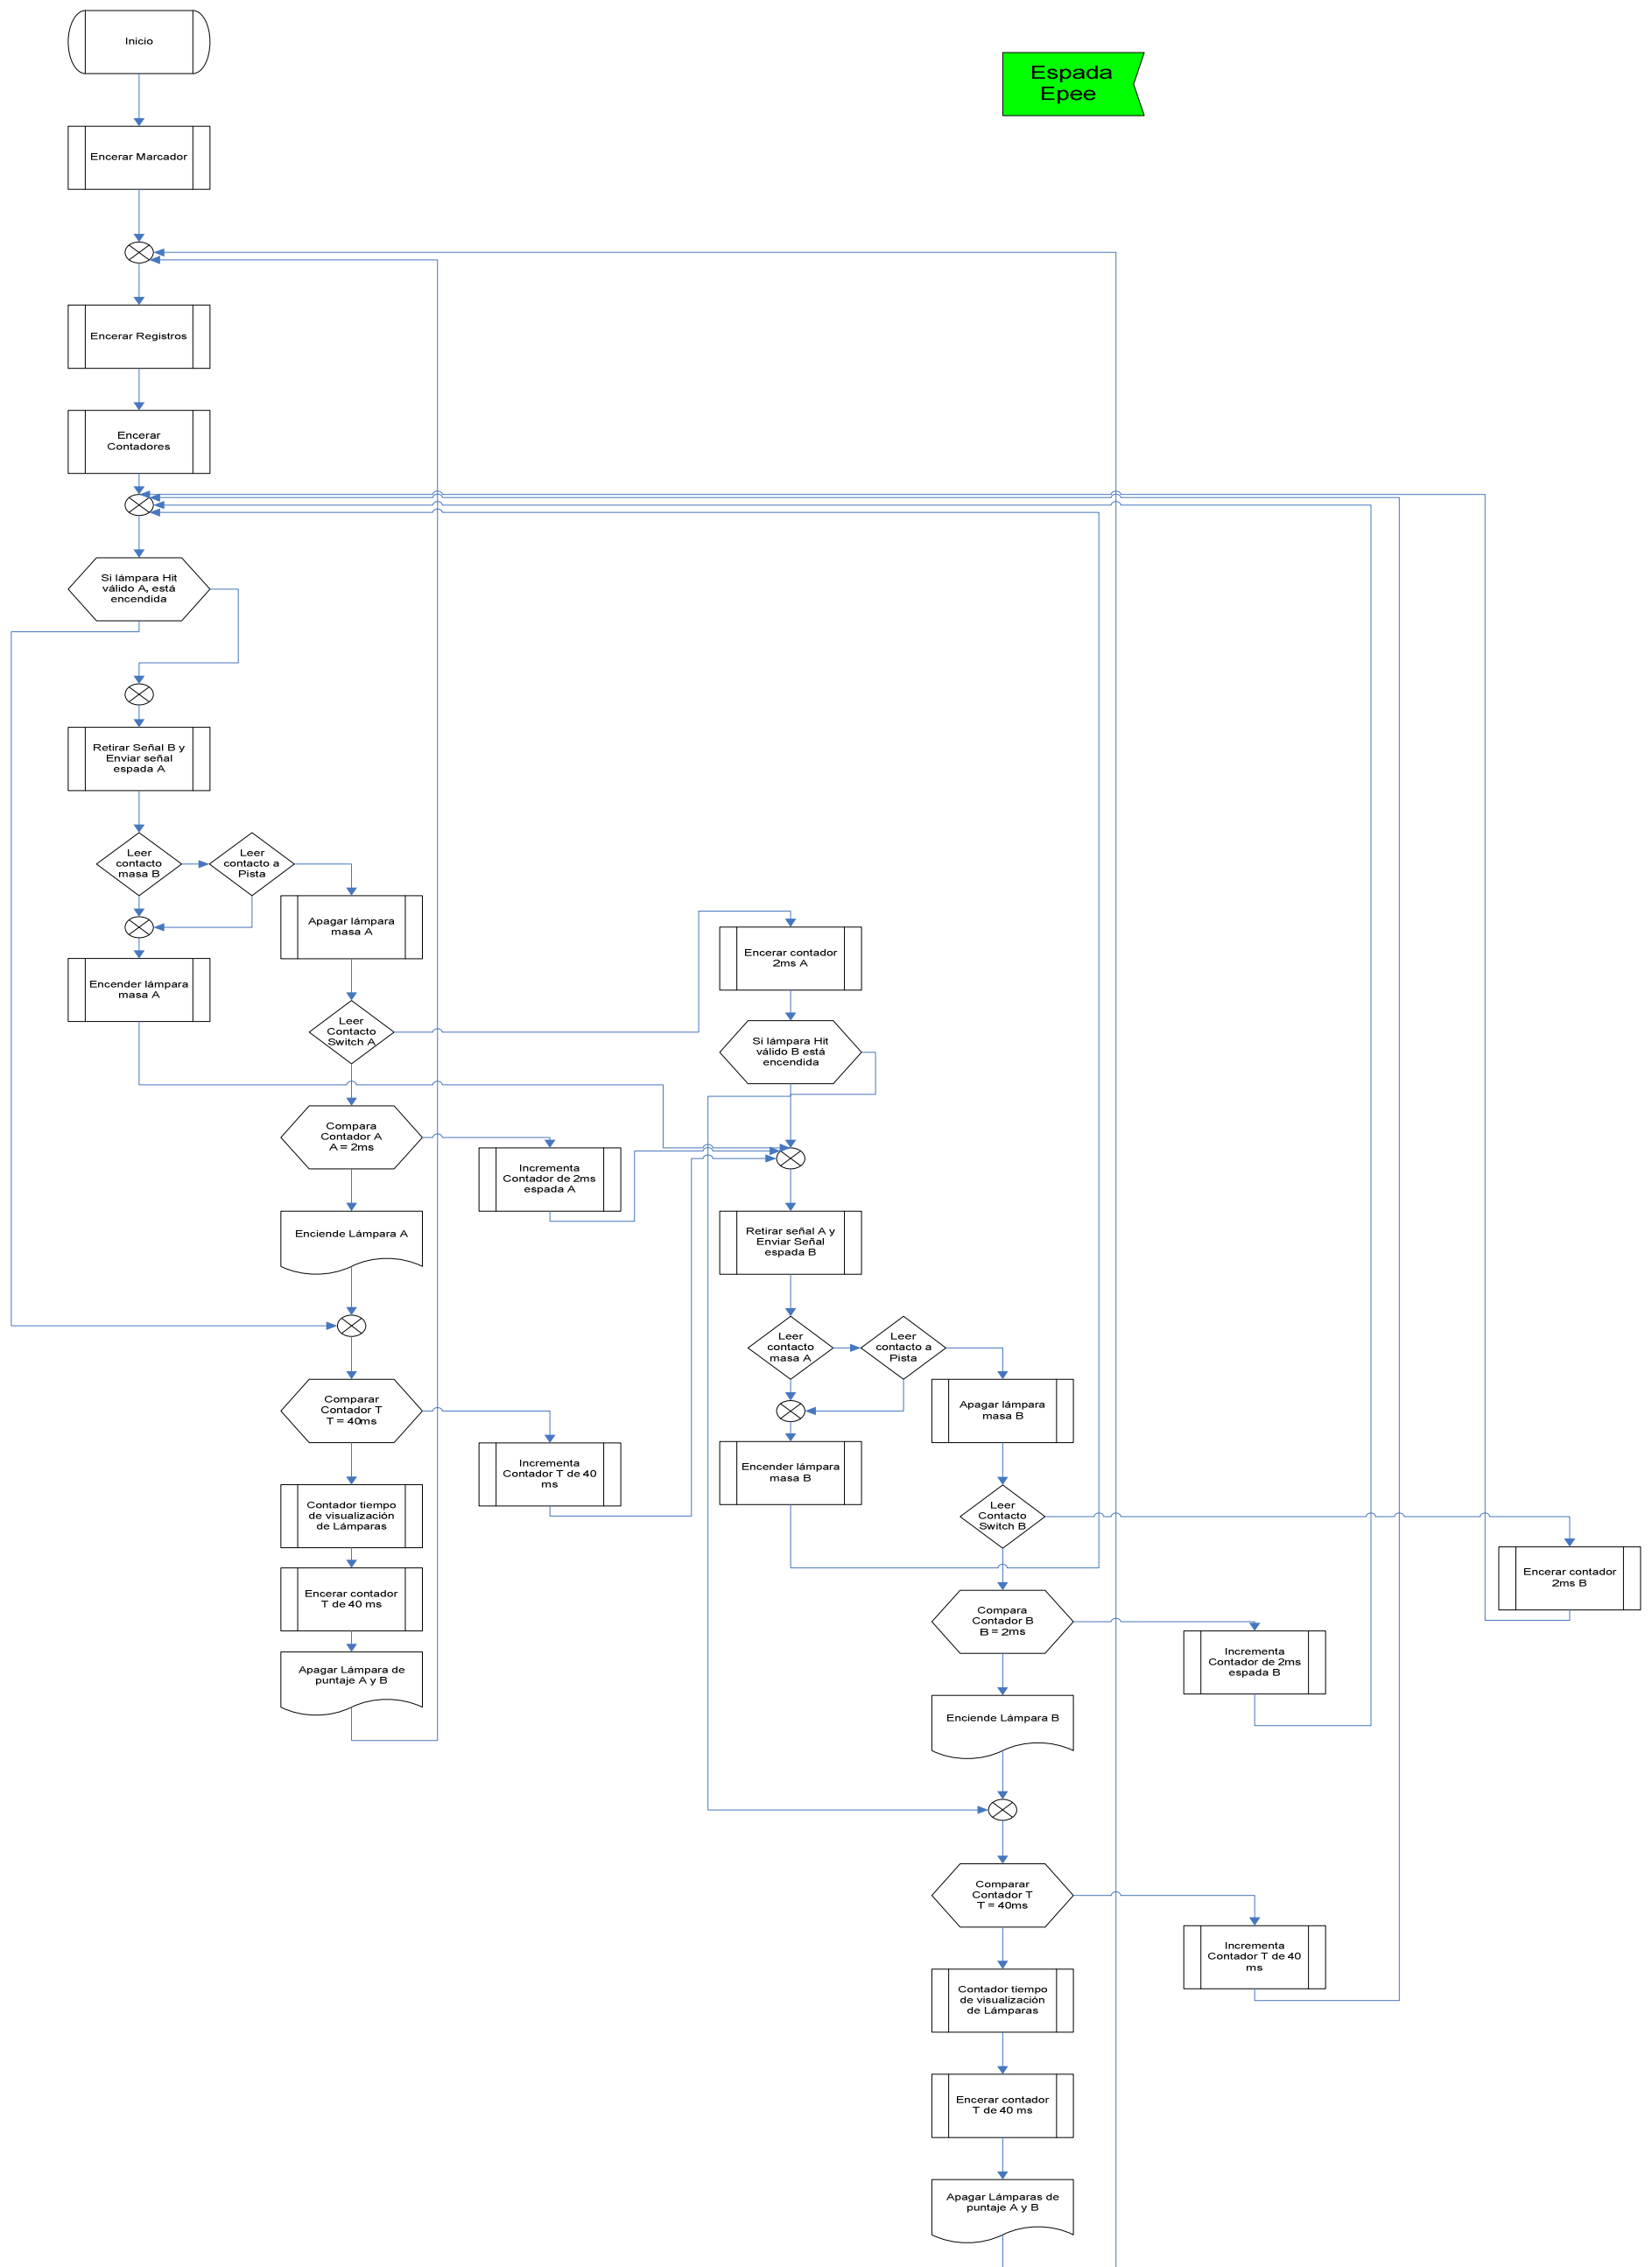 Inicio
Espada
Epee
Encerar Marcador
Encerar Registros
Encerar
Contadores
Si lámpara Hit
válido A, está
encendida
Retirar Señal B y
Enviar señal
espada A
Leer
contacto
masa B
Leer
contacto a
Pista
Apagar lámpara
masa A
Encender lámpara
masa A
Leer
Contacto
Switch A
Encerar contador
2ms A
Si lámpara Hit
válido B está
encendida
Compara
Contador A
A = 2ms
Incrementa
Contador de 2ms
espada A
Enciende Lámpara A
Retirar señal A y
Enviar Señal
espada B
Leer
contacto
masa A
Leer
contacto a
Pista
Comparar
Contador T
T = 40ms
Apagar lámpara
masa B
Incrementa
Contador T de 40
ms
Encender lámpara
masa B
Contador tiempo
de visualización
de Lámparas
Leer
Contacto
Switch B
Encerar contador
2ms B
Encerar contador
T de 40 ms
Compara
Contador B
B = 2ms
Incrementa
Contador de 2ms
espada B
Apagar Lámpara de
puntaje A y B
Enciende Lámpara B
Comparar
Contador T
T = 40ms
Incrementa
Contador T de 40
ms
Contador tiempo
de visualización
de Lámparas
Encerar contador
T de 40 ms
Apagar Lámparas de
puntaje A y B